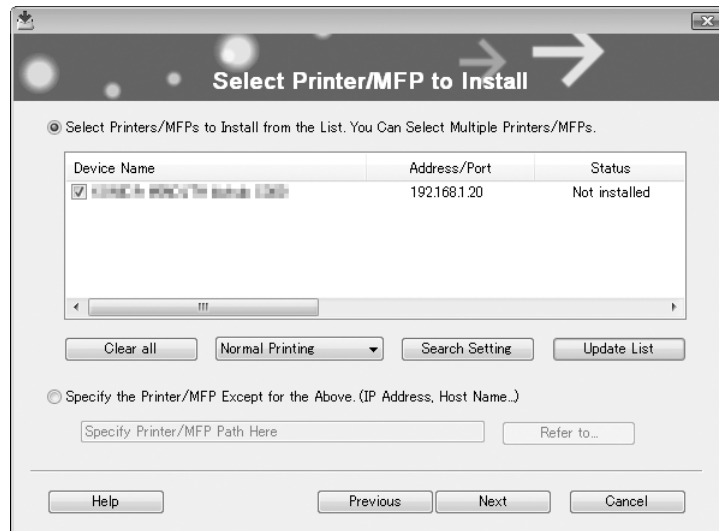 Select Printer/MFP to Install
Select Printers/MFPs to Install from the List. You Can Select Multiple Printers/MFPs.
Device Name Address/Port Status
192.168.1.20 Not installed
Clear all Normal Printing Search Setting Update List
Specify the Printer/MFP Except for the Above. (IP Address, Host Name...)
Specify Printer/MFP Path Here Refer to...
Help Previous Next Cancel